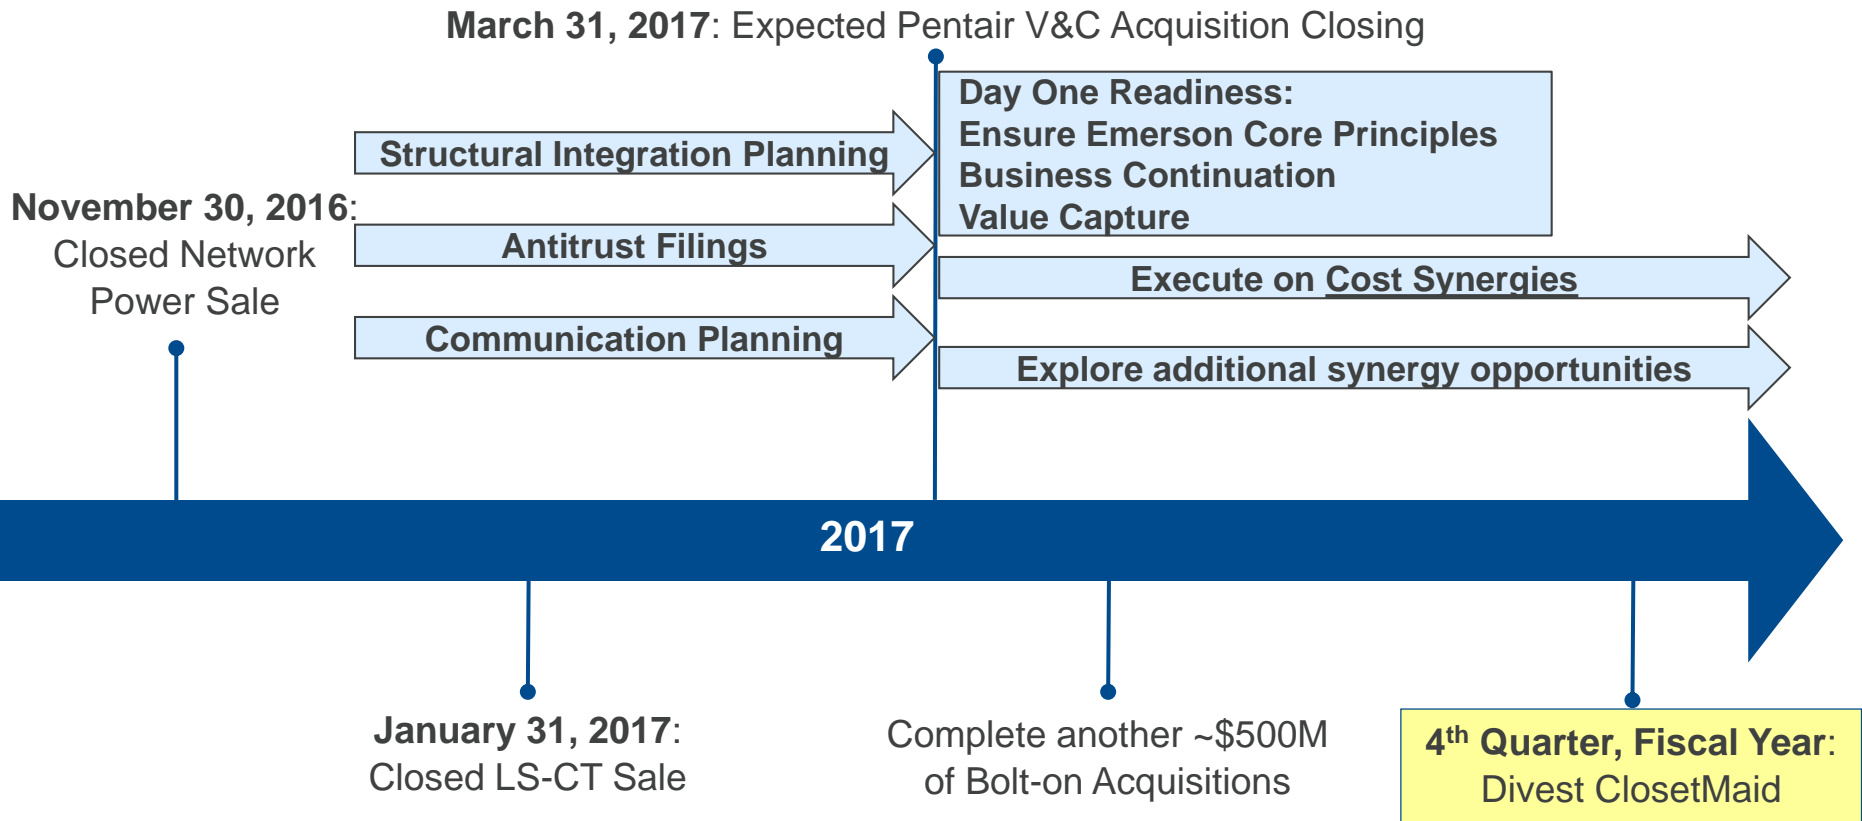 March 31, 2017: Expected Pentair V&C Acquisition Closing
Day One Readiness:
Ensure Emerson Core Principles
Business Continuation
Value Capture
Structural Integration Planning
November 30, 2016:
Closed Network
Power Sale
Antitrust Filings
Execute on Cost Synergies
Communication Planning
Explore additional synergy opportunities
2017
January 31, 2017:
Closed LS-CT Sale
Complete another ~$500M
of Bolt-on Acquisitions
4th Quarter, Fiscal Year:
Divest ClosetMaid